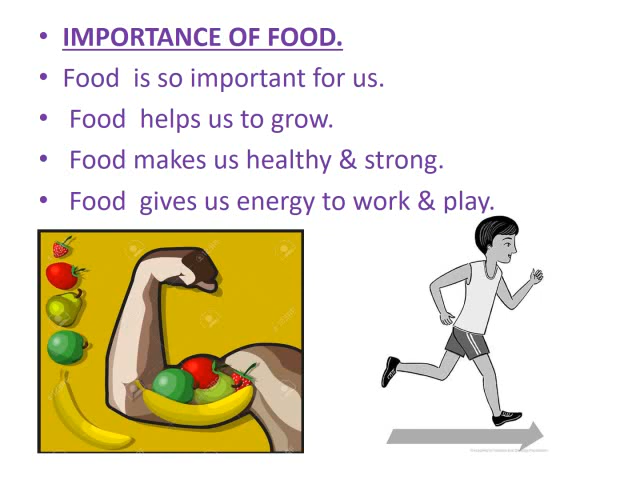 • IMPORTANCE OF FOOD.
• Food  is so important for us.
•  Food  helps us to grow.
•  Food makes us healthy & strong.
•  Food  gives us energy to work & play.